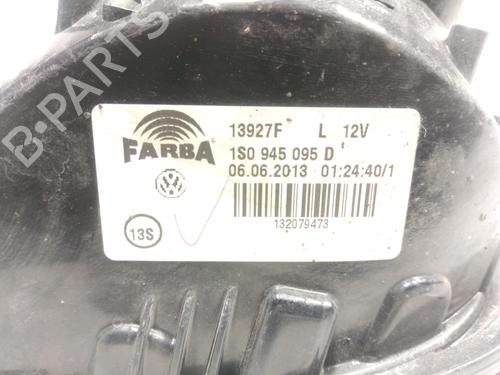 B-PARTS
FARBA
13927F L 12V
1S0 945 095 D
06.06.2013 01:24:40/1
132079473
13S